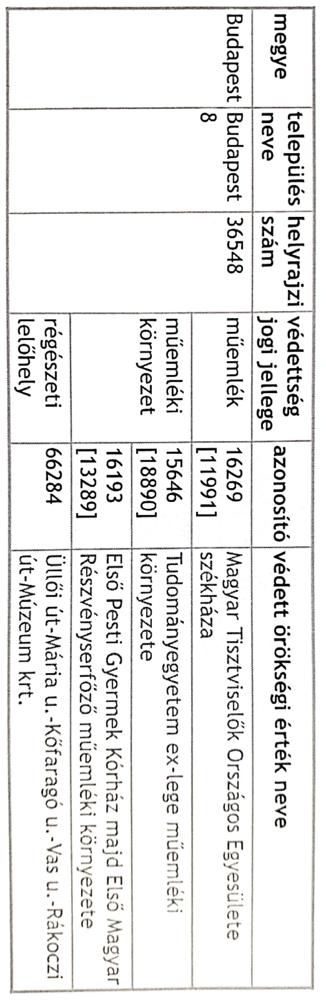 megye
település
neve
helyrajzi
szám
védettség
jogi jellege
azonosító
védett örökségi érték neve
Budapest
Budapest
8
36548
műemlék
16269
[11991]
Magyar Tisztviselők Országos Egyesülete
székháza
műemléki
környezet
15646
[18890]
Tudományegyetem ex-lege műemléki
környezete
16193
[13289]
Első Pesti Gyermek Kórház majd Első Magyar
Részvényserfőző műemléki környezete
régészeti
lelőhely
66284
Üllői út-Mária u.-Kőfaragó u.-Vas u.-Rákoczi
út-Múzeum krt.